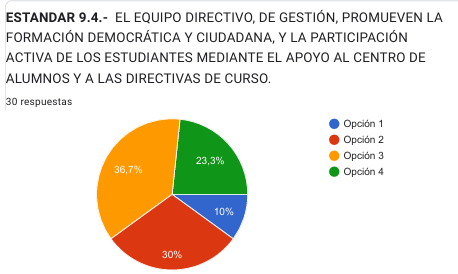 ESTANDAR 9.4.- EL EQUIPO DIRECTIVO, DE GESTIÓN, PROMUEVEN LA
FORMACIÓN DEMOCRÁTICA Y CIUDADANA, Y LA PARTICIPACIÓN
ACTIVA DE LOS ESTUDIANTES MEDIANTE EL APOYO AL CENTRO DE
ALUMNOS Y A LAS DIRECTIVAS DE CURSO.
30 respuestas
Opción 1
Opción 2
Opción 3
Opción 4
36,7%
23,3%
10%
30%